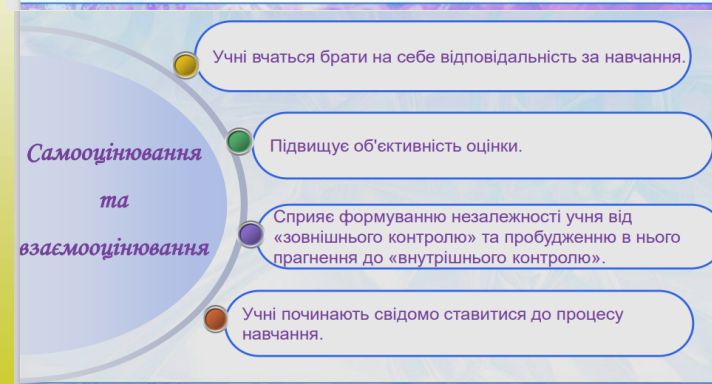 Самооцінювання
та
взаємооцінювання
Учні вчаться брати на себе відповідальність за навчання.
Підвищує об'єктивність оцінки.
Сприяє формуванню незалежності учня від
«зовнішнього контролю» та пробудженню в нього
прагнення до «внутрішнього контролю».
Учні починають свідомо ставитися до процесу
навчання.